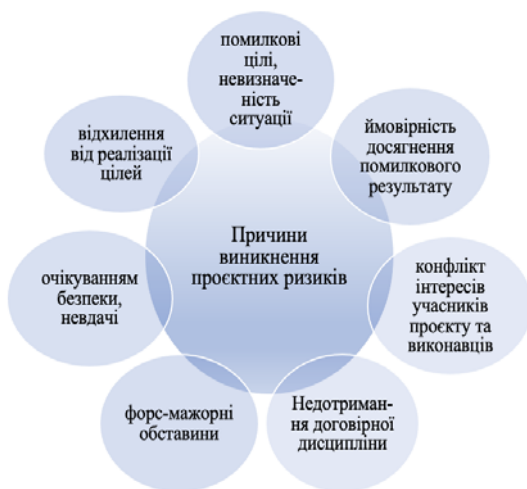 помилкові
цілі,
невизначе-
ність
ситуації
ймовірність
досягнення
помилкового
результату
конфлікт
інтересів
учасників
проєкту та
виконавців
Недотриман-
ня договірної
дисципліни
форс-мажорні
обставини
очікуванням
безпеки,
невдачі
відхилення
від реалізації
цілей
Причини
виникнення
проєктних ризиків